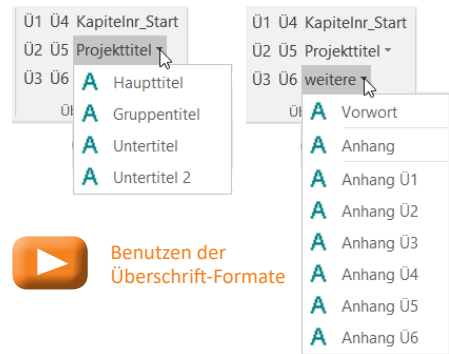 Ü1 Ü4 Kapitelnr_Start
Ü2 Ü5 Projekttitel
Ü3 Ü6
Haupttitel
Gruppentitel
Untertitel
Untertitel 2
Ü1 Ü4 Kapitelnr_Start
Ü2 Ü5 Projekttitel
Ü3 Ü6 weitere
Vorwort
Anhang
Anhang Ü1
Anhang Ü2
Anhang Ü3
Anhang Ü4
Anhang Ü5
Anhang Ü6
Benutzen der
Überschrift-Formate